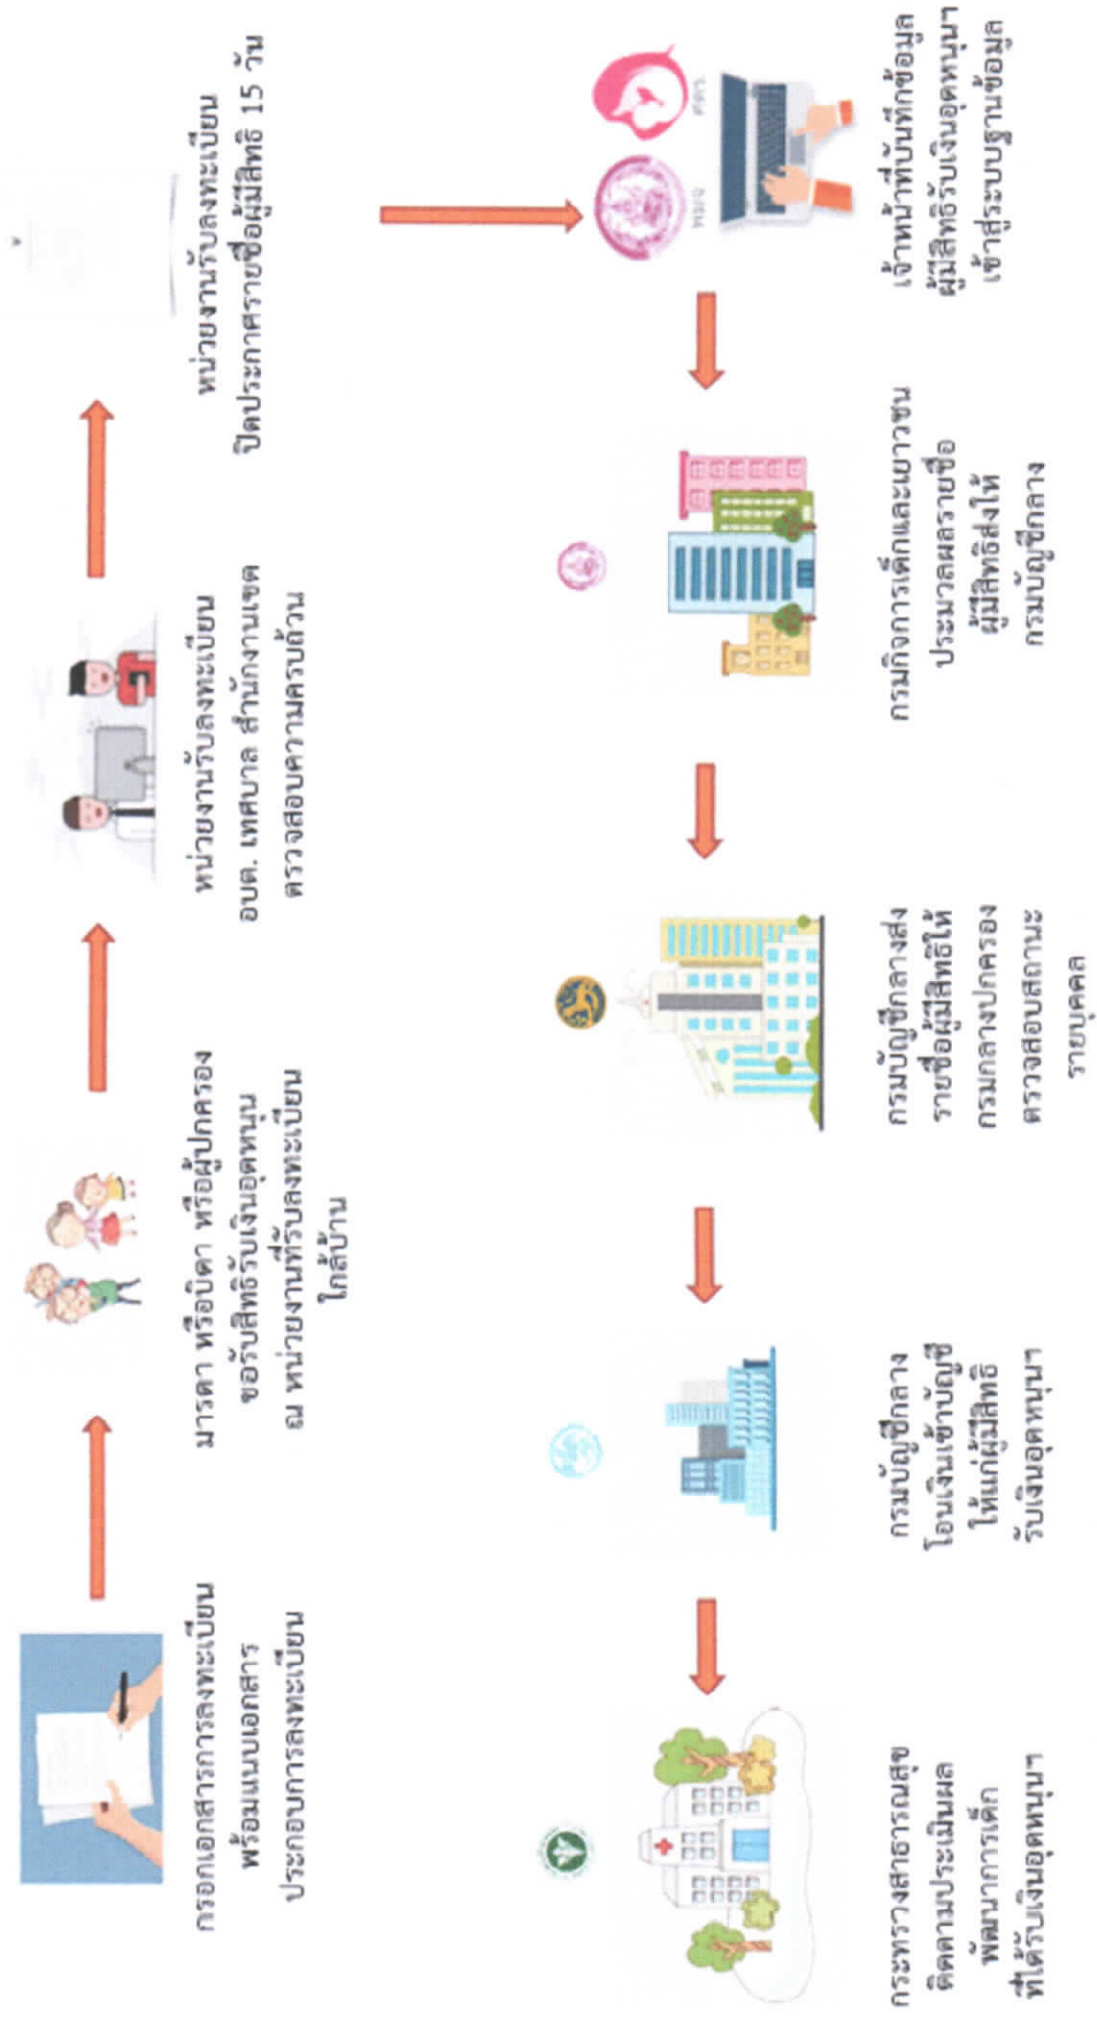 กรอกเอกสารการลงทะเบียน
พร้อมแนบเอกสาร
ประกอบการลงทะเบียน
มารดา หรือบิดา หรือผู้ปกครอง
ขอรับสิทธิรับเงินอุดหนุน
ณ หน่วยงานที่รับลงทะเบียน
ใกล้บ้าน
หน่วยงานรับลงทะเบียน
อบต. เทศบาล สำนักงานเขต
ตรวจสอบความครบถ้วน
หน่วยงานรับลงทะเบียน
ปิดประกาศรายชื่อผู้มีสิทธิ 15 วัน
พมจ ศคว.
เจ้าหน้าที่บันทึกข้อมูล
ผู้มีสิทธิรับเงินอุดหนุนฯ
เข้าสู่ระบบฐานข้อมูล
กรมกิจการเด็กและเยาวชน
ประมวลผลรายชื่อ
ผู้มีสิทธิส่งให้
กรมบัญชีกลาง
กรมบัญชีกลางส่ง
รายชื่อผู้มีสิทธิให้
กรมกลางปกครอง
ตรวจสอบสถานะ
รายบุคคล
กรมบัญชีกลาง
โอนเงินเข้าบัญชี
ให้แก่ผู้มีสิทธิ
รับเงินอุดหนุนฯ
กระทรวงสาธารณสุข
ติดตามประเมินผล
พัฒนาการเด็ก
ที่ได้รับเงินอุดหนุนฯ